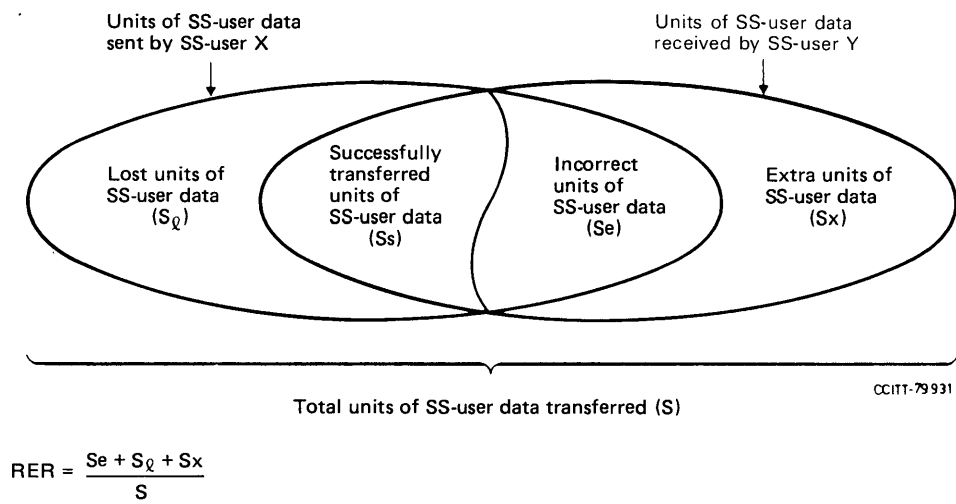 Units of SS-user data
sent by SS-user X
Units of SS-user data
received by SS-user Y
Lost units of
SS-user data
(Sℓ)
Successfully
transferred
units of
SS-user data
(Ss)
Incorrect
units of
SS-user data
(Se)
Extra units of
SS-user data
(Sx)
CCITT-79931
Total units of SS-user data transferred (S)
RER = Se + Sℓ + Sx
S